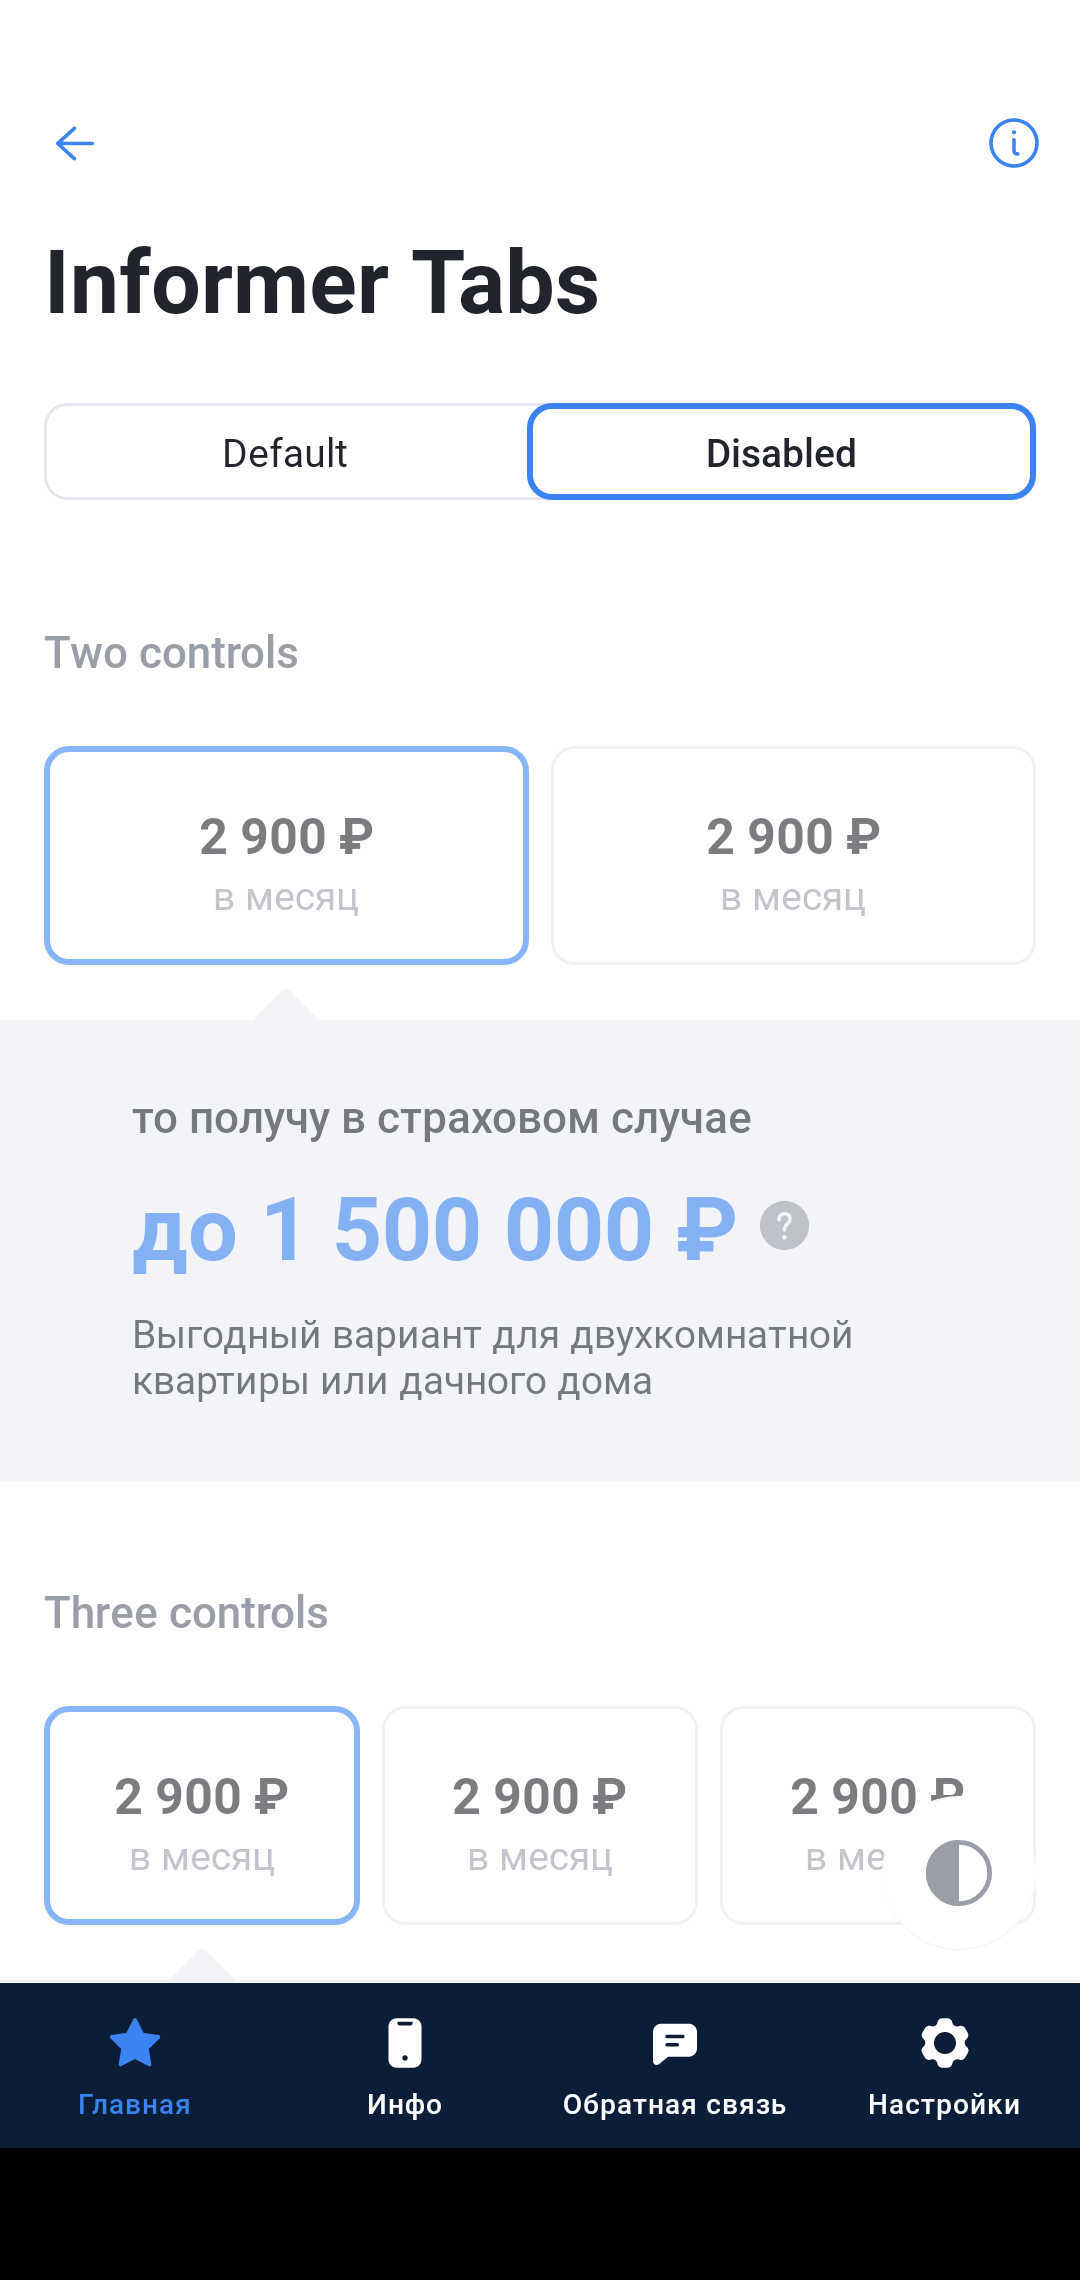 Informer Tabs
Default
Disabled
Two controls
2 900 ₽
в месяц
2 900 ₽
в месяц
то получу в страховом случае
до 1 500 000 ₽ ?
Выгодный вариант для двухкомнатной
квартиры или дачного дома
Three controls
2 900 ₽
в месяц
2 900 ₽
в месяц
2 900 ₽
в ме
Главная
Инфо
Обратная связь
Настройки